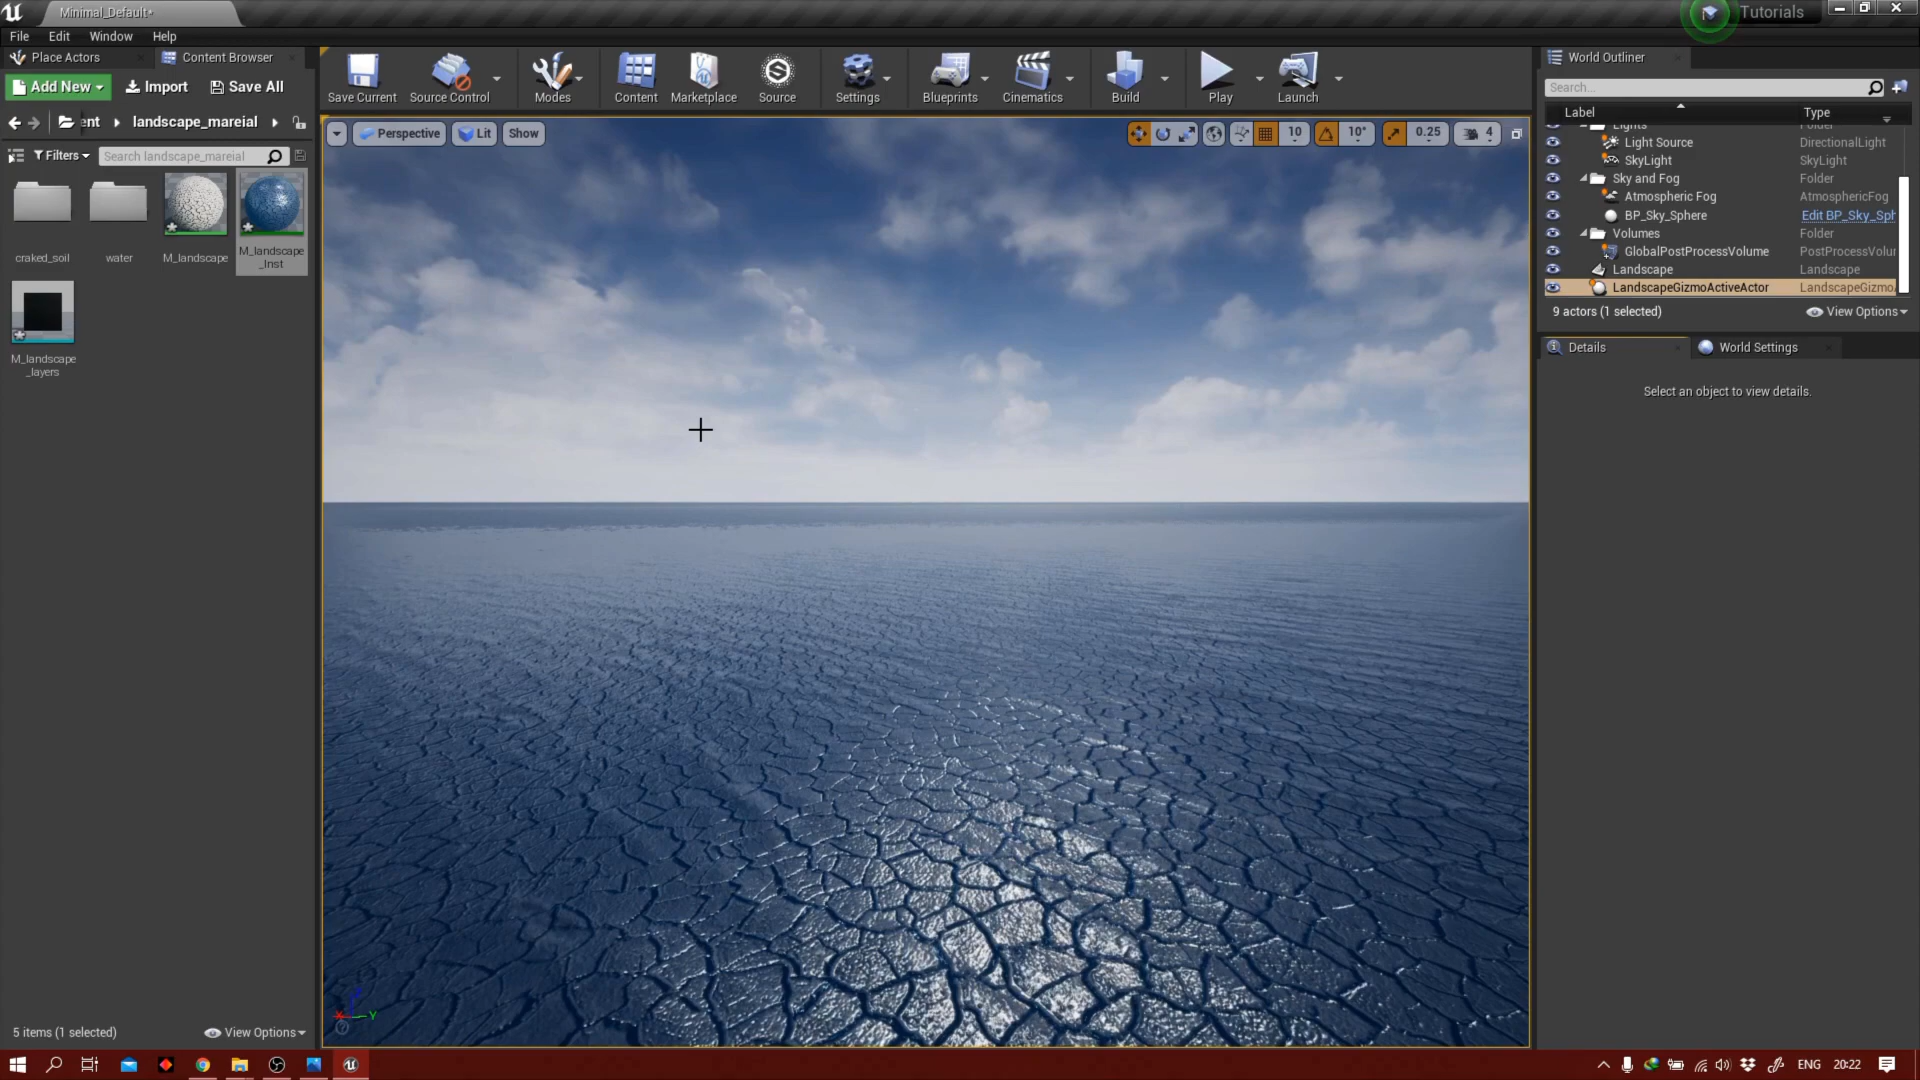 Minimal_Default*
Tutorials
File Edit Window Help
Place Actors
Content Browser
Add New
Import
Save All
ent
landscape_mareial
Filters
Search landscape_mareial
craked_soil
water
M_landscape
M_landscape
_Inst
M_landscape
_layers
5 items (1 selected)
View Options
Save Current
Source Control
Modes
Content
Marketplace
Source
Settings
Blueprints
Cinematics
Build
Play
Launch
Perspective
Lit
Show
10
10°
0.25
4
X
Y
World Outliner
Search...
Label
Type
Lights Folder
Light Source DirectionalLight
SkyLight SkyLight
Sky and Fog Folder
Atmospheric Fog AtmosphericFog
BP_Sky_Sphere Edit BP_Sky_Sph
Volumes Folder
GlobalPostProcessVolume PostProcessVolu
Landscape Landscape
LandscapeGizmoActiveActor LandscapeGizmo
9 actors (1 selected)
View Options
Details
World Settings
Select an object to view details.
ENG
20:22